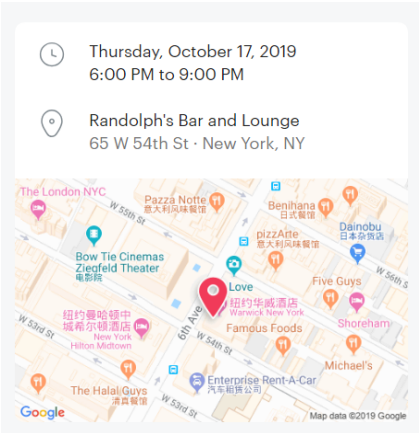 Thursday, October 17, 2019
6:00 PM to 9:00 PM
Randolph's Bar and Lounge
65 W 54th St · New York, NY
The London NYC
Pazza Notte
意大利风味餐馆
Benihana
日式餐馆
W 55th St
Dainobu
日本杂货店
pizzArte
意大利风味餐馆
Bow Tie Cinemas
Ziegfeld Theater
电影院
W 56th S
Love
Five Guys
6th Ave
纽约华威酒店
Warwick New York
纽约曼哈顿中
城希尔顿酒店
New York
Hilton Midtown
W 53rd St
Famous Foods
Shoreham
W 54th St
Michael's
The Halal Guys
清真餐馆
Enterprise Rent-A-Car
汽车租赁公司
W 53rd St
Google
Map data ©2019 Google